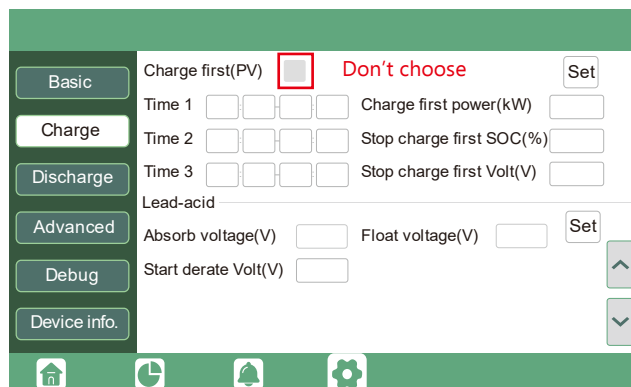 Basic
Charge
Discharge
Advanced
Debug
Device info.
Charge first(PV) Don't choose Set
Time 1 : - : Charge first power(kW)
Time 2 : - : Stop charge first SOC(%)
Time 3 : - : Stop charge first Volt(V)
Lead-acid
Absorb voltage(V) Float voltage(V) Set
Start derate Volt(V)